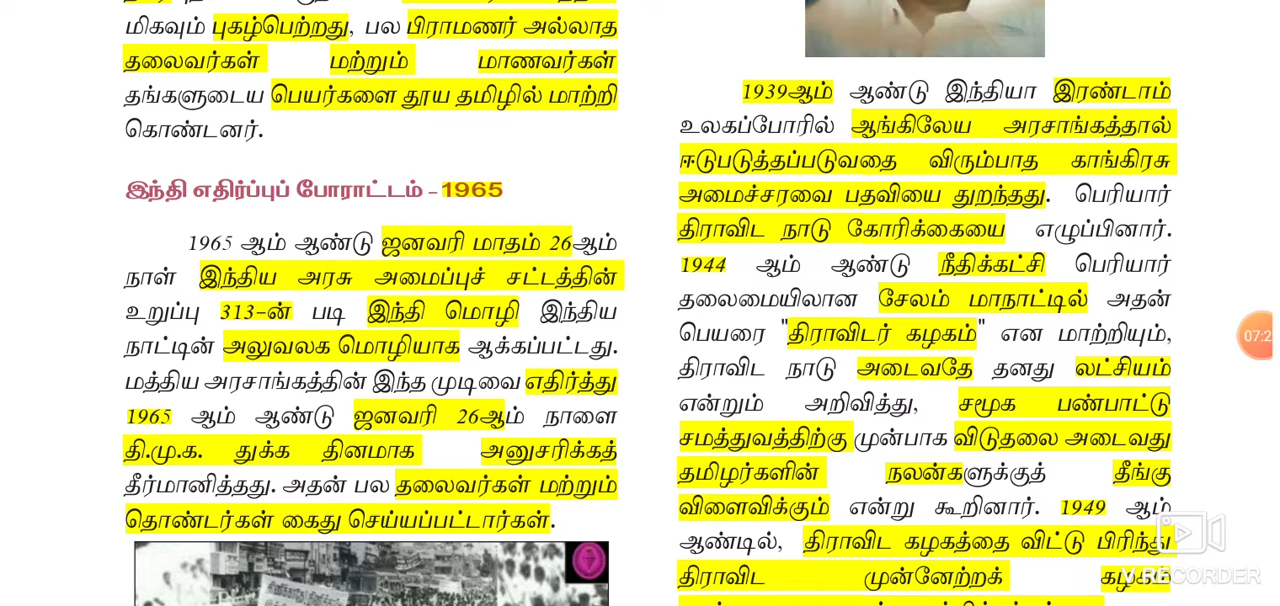 மிகவும் புகழ்பெற்றது, பல பிராமணர் அல்லாத
தலைவர்கள் மற்றும் மாணவர்கள்
தங்களுடைய பெயர்களை தூய தமிழில் மாற்றி
கொண்டனர்.
இந்தி எதிர்ப்புப் போராட்டம் – 1965
1965 ஆம் ஆண்டு ஜனவரி மாதம் 26ஆம்
நாள் இந்திய அரசு அமைப்புச் சட்டத்தின்
உறுப்பு 313-ன் படி இந்தி மொழி இந்திய
நாட்டின் அலுவலக மொழியாக ஆக்கப்பட்டது.
மத்திய அரசாங்கத்தின் இந்த முடிவை எதிர்த்து
1965 ஆம் ஆண்டு ஜனவரி 26ஆம் நாளை
தி.மு.க. துக்க தினமாக அனுசரிக்கத்
தீர்மானித்தது. அதன் பல தலைவர்கள் மற்றும்
தொண்டர்கள் கைது செய்யப்பட்டார்கள்.
1939ஆம் ஆண்டு இந்தியா இரண்டாம்
உலகப்போரில் ஆங்கிலேய அரசாங்கத்தால்
ஈடுபடுத்தப்படுவதை விரும்பாத காங்கிரசு
அமைச்சரவை பதவியை துறந்தது. பெரியார்
திராவிட நாடு கோரிக்கையை எழுப்பினார்.
1944 ஆம் ஆண்டு நீதிக்கட்சி பெரியார்
தலைமையிலான சேலம் மாநாட்டில் அதன்
பெயரை "திராவிடர் கழகம்" என மாற்றியும்,
திராவிட நாடு அடைவதே தனது லட்சியம்
என்றும் அறிவித்து, சமூக பண்பாட்டு
சமத்துவத்திற்கு முன்பாக விடுதலை அடைவது
தமிழர்களின் நலன்களுக்குத் தீங்கு
விளைவிக்கும் என்று கூறினார். 1949 ஆம்
ஆண்டில், திராவிட கழகத்தை விட்டு பிரிந்து
திராவிட முன்னேற்றக் கழகம்
07:2
V RECORDER